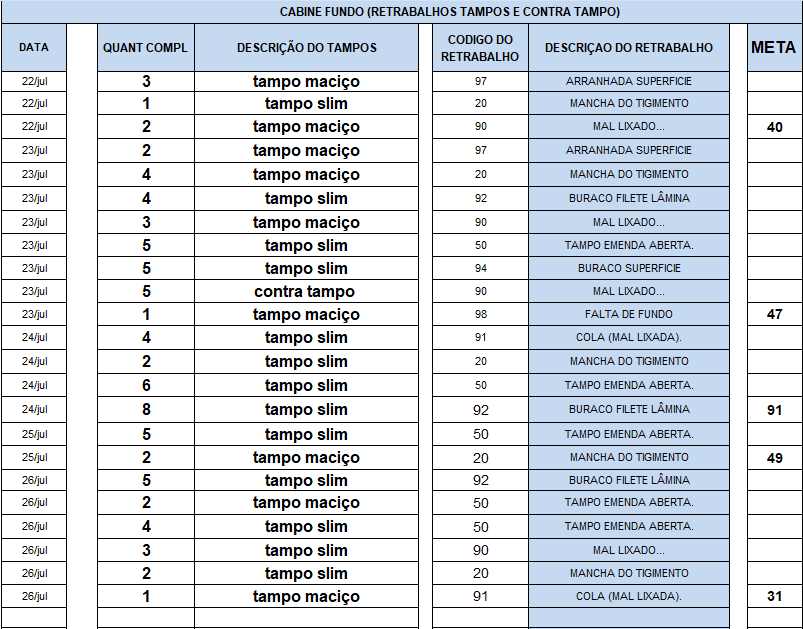 CABINE FUNDO (RETRABALHOS TAMPOS E CONTRA TAMPO)
DATA QUANT COMPL DESCRIÇÃO DO TAMPOS CODIGO DO RETRABALHO DESCRIÇAO DO RETRABALHO META
22/jul 3 tampo maciço 97 ARRANHADA SUPERFICIE
22/jul 1 tampo slim 20 MANCHA DO TIGIMENTO
22/jul 2 tampo maciço 90 MAL LIXADO... 40
23/jul 2 tampo maciço 97 ARRANHADA SUPERFICIE
23/jul 4 tampo maciço 20 MANCHA DO TIGIMENTO
23/jul 4 tampo slim 92 BURACO FILETE LÂMINA
23/jul 3 tampo maciço 90 MAL LIXADO...
23/jul 5 tampo slim 50 TAMPO EMENDA ABERTA.
23/jul 5 tampo slim 94 BURACO SUPERFICIE
23/jul 5 contra tampo 90 MAL LIXADO...
23/jul 1 tampo maciço 98 FALTA DE FUNDO 47
24/jul 4 tampo slim 91 COLA (MAL LIXADA).
24/jul 2 tampo slim 20 MANCHA DO TIGIMENTO
24/jul 6 tampo slim 50 TAMPO EMENDA ABERTA.
24/jul 8 tampo slim 92 BURACO FILETE LÂMINA 91
25/jul 5 tampo slim 50 TAMPO EMENDA ABERTA.
25/jul 2 tampo maciço 20 MANCHA DO TIGIMENTO 49
26/jul 5 tampo slim 92 BURACO FILETE LÂMINA
26/jul 2 tampo maciço 50 TAMPO EMENDA ABERTA.
26/jul 4 tampo slim 50 TAMPO EMENDA ABERTA.
26/jul 3 tampo slim 90 MAL LIXADO...
26/jul 2 tampo slim 20 MANCHA DO TIGIMENTO
26/jul 1 tampo maciço 91 COLA (MAL LIXADA). 31